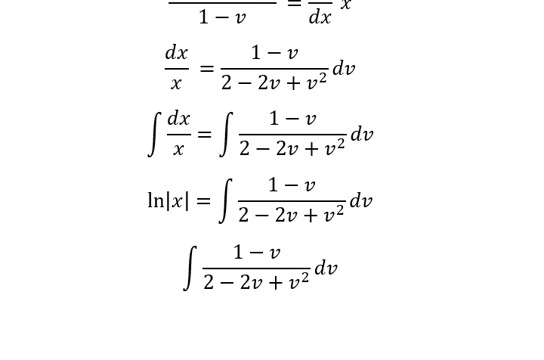 1 − v = dx x
dx/x = (1 − v)/(2 − 2v + v²) dv
∫ dx/x = ∫ (1 − v)/(2 − 2v + v²) dv
ln|x| = ∫ (1 − v)/(2 − 2v + v²) dv
∫ (1 − v)/(2 − 2v + v²) dv